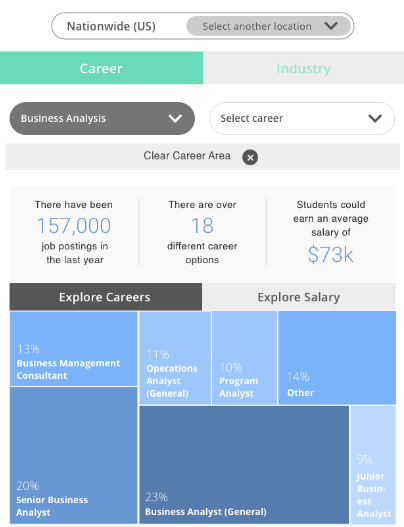 Nationwide (US)
Select another location
Career
Industry
Business Analysis
Select career
Clear Career Area
There have been
157,000
job postings in
the last year
There are over
18
different career
options
Students could
earn an average
salary of
$73k
Explore Careers
Explore Salary
13%
Business Management
Consultant
11%
Operations
Analyst
(General)
10%
Program
Analyst
14%
Other
20%
Senior Business
Analyst
23%
Business Analyst (General)
9%
Junior
Busin-
ess
Analyst